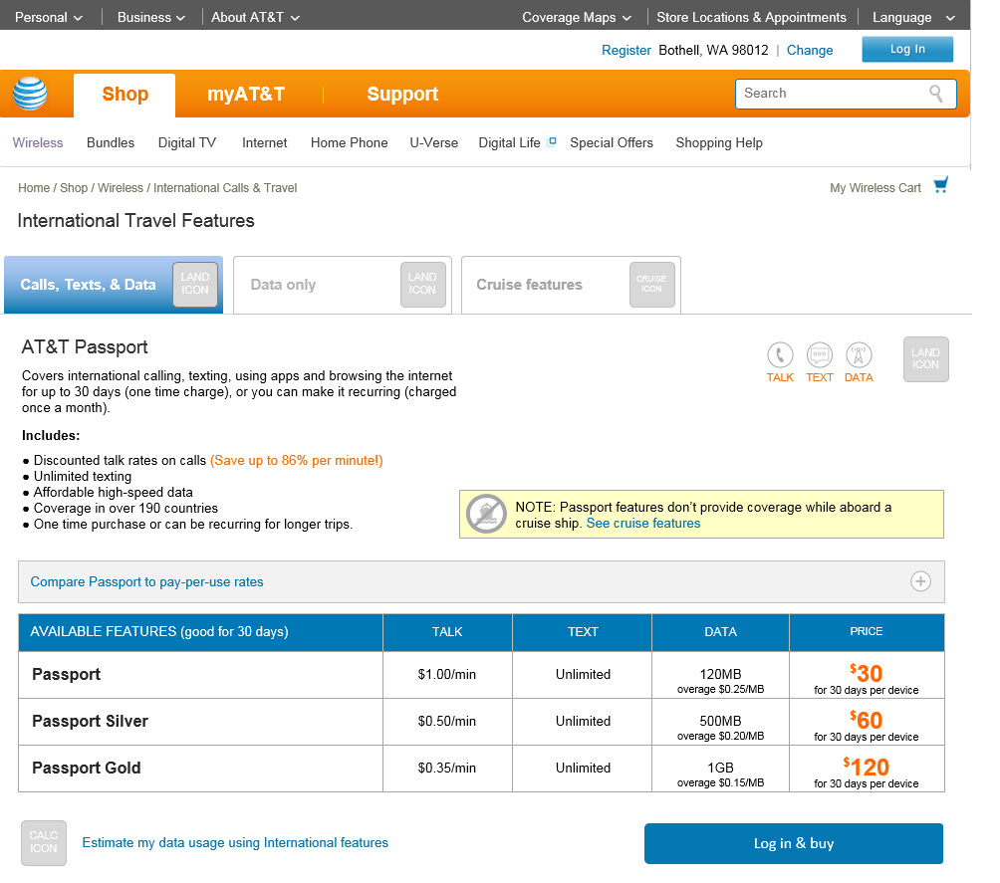 Personal Business About AT&T Coverage Maps Store Locations & Appointments Language
Register Bothell, WA 98012 | Change Log In
Shop myAT&T Support Search
Wireless Bundles Digital TV Internet Home Phone U-Verse Digital Life Special Offers Shopping Help
Home / Shop / Wireless / International Calls & Travel My Wireless Cart
International Travel Features
Calls, Texts, & Data LAND ICON Data only LAND ICON Cruise features CRUISE ICON
AT&T Passport
TALK TEXT DATA LAND ICON
Covers international calling, texting, using apps and browsing the internet
for up to 30 days (one time charge), or you can make it recurring (charged
once a month).
Includes:
● Discounted talk rates on calls (Save up to 86% per minute!)
● Unlimited texting
● Affordable high-speed data
● Coverage in over 190 countries
● One time purchase or can be recurring for longer trips.
NOTE: Passport features don't provide coverage while aboard a
cruise ship. See cruise features
Compare Passport to pay-per-use rates
AVAILABLE FEATURES (good for 30 days) TALK TEXT DATA PRICE
Passport $1.00/min Unlimited 120MB $30
overage $0.25/MB for 30 days per device
Passport Silver $0.50/min Unlimited 500MB $60
overage $0.20/MB for 30 days per device
Passport Gold $0.35/min Unlimited 1GB $120
overage $0.15/MB for 30 days per device
CALC ICON Estimate my data usage using International features Log in & buy